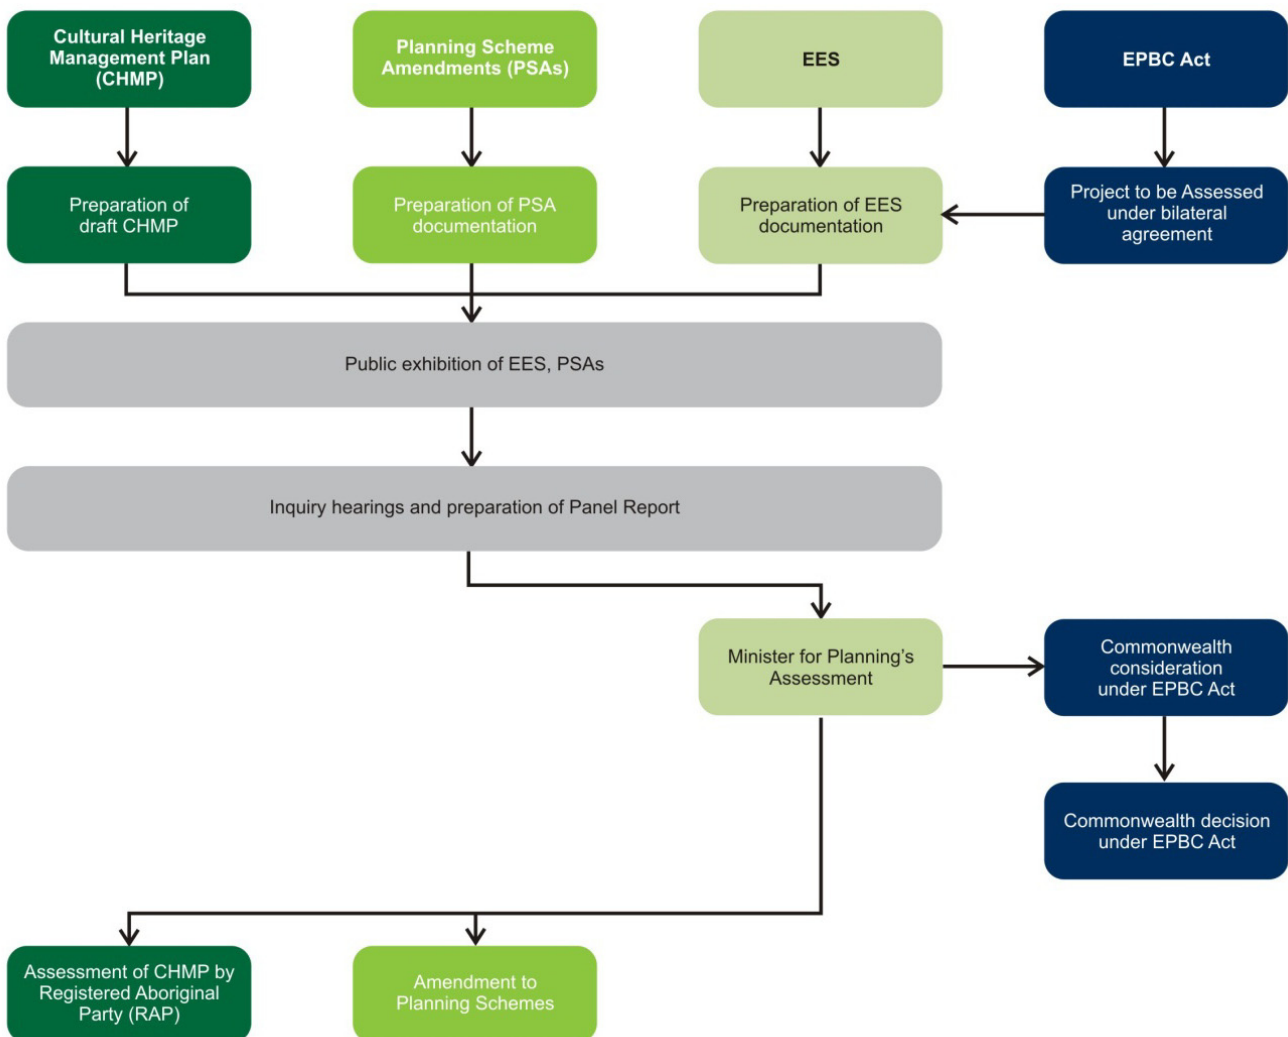 Cultural Heritage
Management Plan
(CHMP)
Planning Scheme
Amendments (PSAs)
EES
EPBC Act
Preparation of
draft CHMP
Preparation of PSA
documentation
Preparation of EES
documentation
Project to be Assessed
under bilateral
agreement
Public exhibition of EES, PSAs
Inquiry hearings and preparation of Panel Report
Minister for Planning's
Assessment
Commonwealth
consideration
under EPBC Act
Commonwealth decision
under EPBC Act
Assessment of CHMP by
Registered Aboriginal
Party (RAP)
Amendment to
Planning Schemes